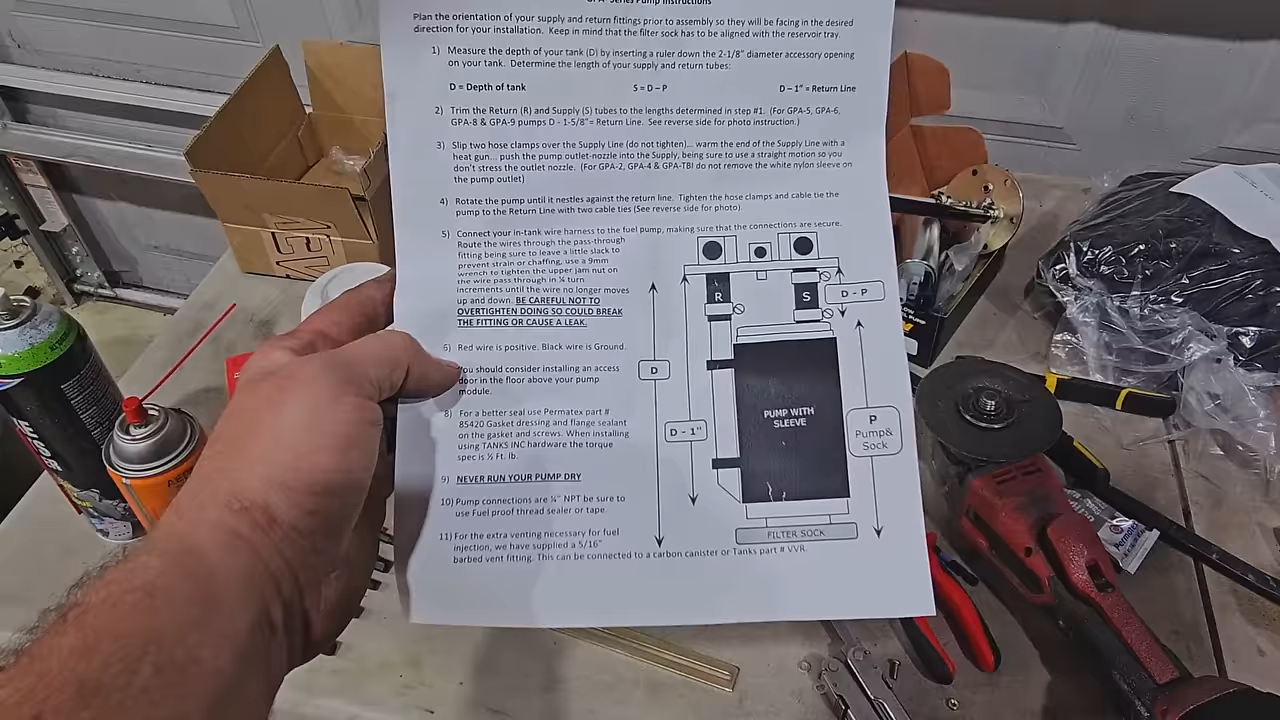 GPA- Series Pump Instructions
Plan the orientation of your supply and return fittings prior to assembly so they will be facing in the desired
direction for your installation. Keep in mind that the filter sock has to be aligned with the reservoir tray.
1) Measure the depth of your tank (D) by inserting a ruler down the 2-1/8" diameter accessory opening
on your tank. Determine the length of your supply and return tubes:
D = Depth of tank S = D – P D – 1" = Return Line
2) Trim the Return (R) and Supply (S) tubes to the lengths determined in step #1. (For GPA-5, GPA-6,
GPA-8 & GPA-9 pumps D - 1-5/8"= Return Line. See reverse side for photo instruction.)
3) Slip two hose clamps over the Supply Line (do not tighten)... warm the end of the Supply Line with a
heat gun... push the pump outlet-nozzle into the Supply, being sure to use a straight motion so you
don't stress the outlet nozzle. (For GPA-2, GPA-4 & GPA-TBI do not remove the white nylon sleeve on
the pump outlet)
4) Rotate the pump until it nestles against the return line. Tighten the hose clamps and cable tie the
pump to the Return Line with two cable ties (See reverse side for photo).
5) Connect your in-tank wire harness to the fuel pump, making sure that the connections are secure.
Route the wires through the pass-through
fitting being sure to leave a little slack to
prevent strain or chaffing, use a 9mm
wrench to tighten the upper jam nut on
the wire pass through in ¼ turn
increments until the wire no longer moves
up and down. BE CAREFUL NOT TO
OVERTIGHTEN DOING SO COULD BREAK
THE FITTING OR CAUSE A LEAK.
6) Red wire is positive. Black wire is Ground.
You should consider installing an access
door in the floor above your pump
module.
8) For a better seal use Permatex part #
85420 Gasket dressing and flange sealant
on the gasket and screws. When installing
using TANKS INC hardware the torque
spec is ½ Ft. lb.
9) NEVER RUN YOUR PUMP DRY
10) Pump connections are ¼" NPT be sure to
use Fuel proof thread sealer or tape.
11) For the extra venting necessary for fuel
injection, we have supplied a 5/16"
barbed vent fitting. This can be connected to a carbon canister or Tanks part # VVR.
R
S
D – P
D
D – 1"
PUMP WITH
SLEEVE
P
Pump&
Sock
FILTER SOCK
PUMP